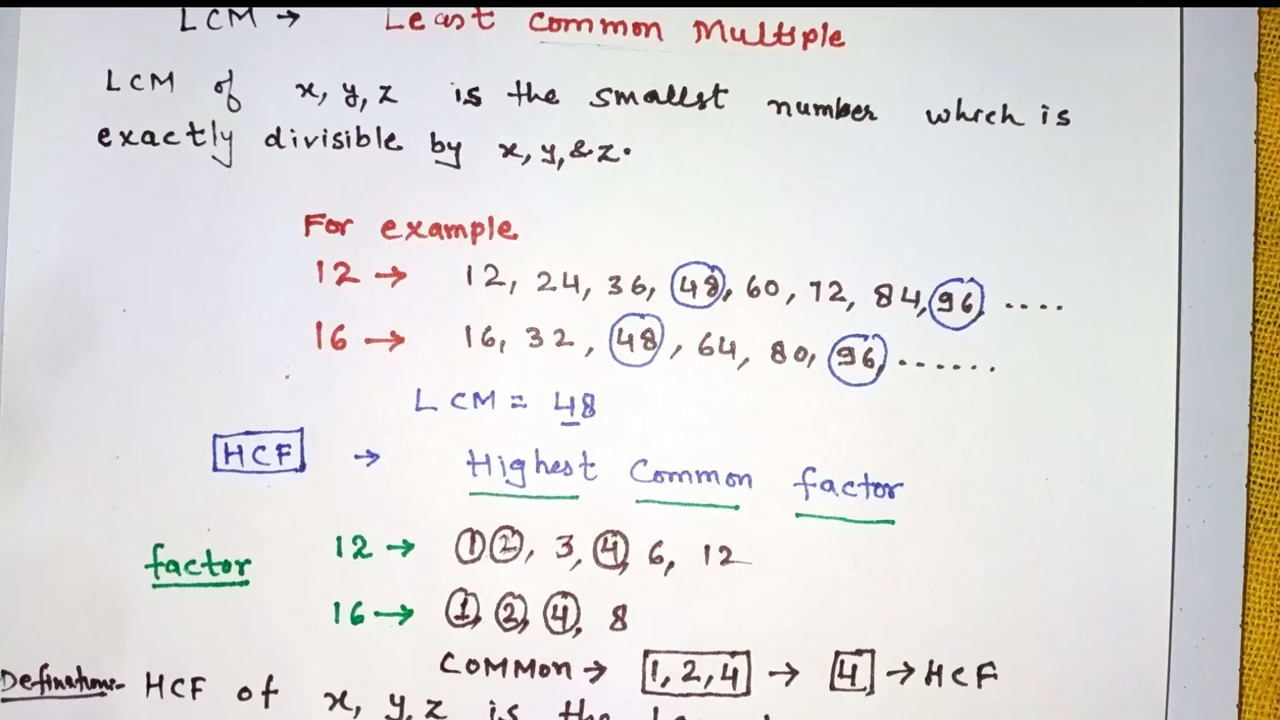 LCM → Least Common Multiple
LCM of x, y, z is the smallest number which is
exactly divisible by x, y, & z.
For example
12 → 12, 24, 36, 48, 60, 72, 84, 96, ....
16 → 16, 32, 48, 64, 80, 96, ......
LCM = 48
HCF → Highest Common factor
factor 12 → 1 2, 3, 4, 6, 12
16 → 1, 2, 4, 8
COMMON → 1, 2, 4 → 4 → HCF
HCF of x, y, z is the